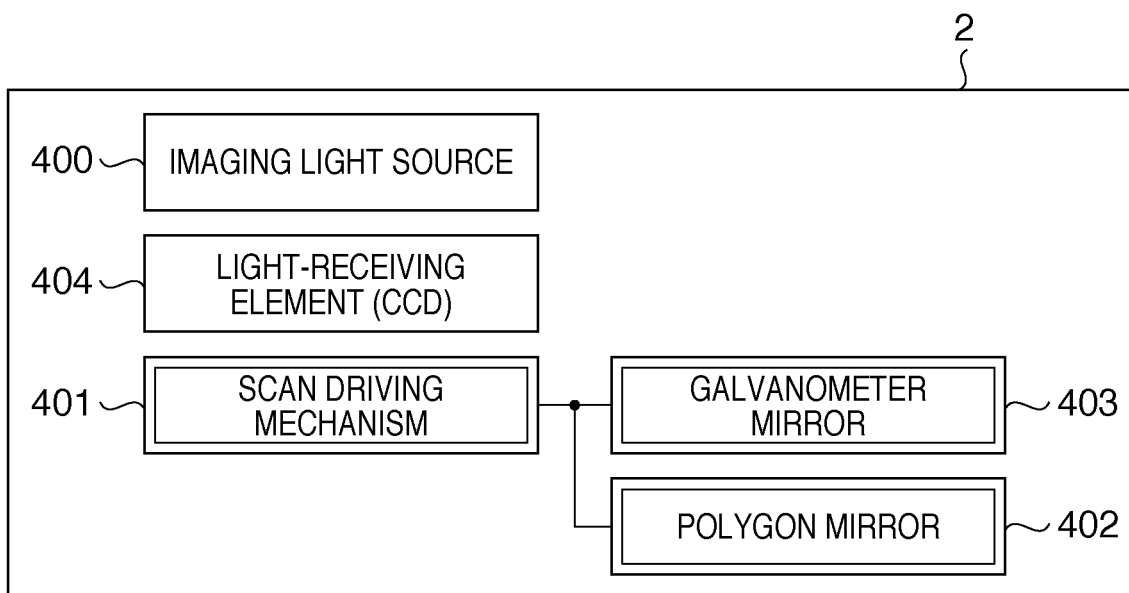 2
400
IMAGING LIGHT SOURCE
404
LIGHT-RECEIVING
ELEMENT (CCD)
401
SCAN DRIVING
MECHANISM
GALVANOMETER
MIRROR
403
POLYGON MIRROR
402